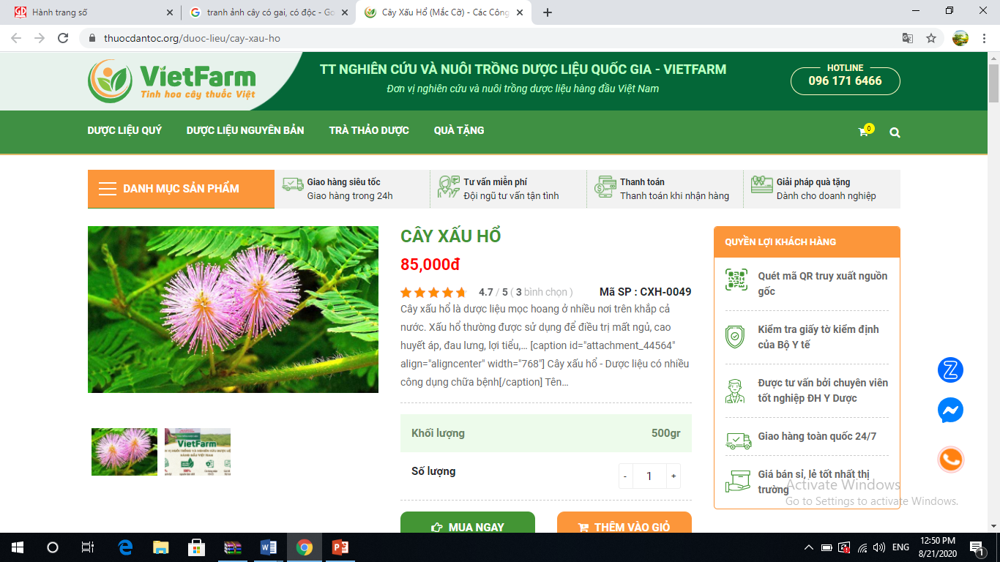 Hành trang số
tranh ảnh cây có gai, có độc - Go
Cây Xấu Hổ (Mắc Cỡ) - Các Công
thuocdantoc.org/duoc-lieu/cay-xau-ho
VietFarm
Tinh hoa cây thuốc Việt
TT NGHIÊN CỨU VÀ NUÔI TRỒNG DƯỢC LIỆU QUỐC GIA - VIETFARM
Đơn vị nghiên cứu và nuôi trồng dược liệu hàng đầu Việt Nam
HOTLINE
096 171 6466
DƯỢC LIỆU QUÝ
DƯỢC LIỆU NGUYÊN BẢN
TRÀ THẢO DƯỢC
QUÀ TẶNG
0
DANH MỤC SẢN PHẨM
Giao hàng siêu tốc
Giao hàng trong 24h
Tư vấn miễn phí
Đội ngũ tư vấn tận tình
Thanh toán
Thanh toán khi nhận hàng
Giải pháp quà tặng
Dành cho doanh nghiệp
CÂY XẤU HỔ
85,000đ
4.7 / 5 ( 3 bình chọn )
Mã SP : CXH-0049
Cây xấu hổ là dược liệu mọc hoang ở nhiều nơi trên khắp cả
nước. Xấu hổ thường được sử dụng để điều trị mất ngủ, cao
huyết áp, đau lưng, lợi tiểu,... [caption id="attachment_44564"
align="aligncenter" width="768"] Cây xấu hổ - Dược liệu có nhiều
công dụng chữa bệnh[/caption] Tên...
Khối lượng
500gr
Số lượng
- 1 +
MUA NGAY
THÊM VÀO GIỎ
VietFarm
QUYỀN LỢI KHÁCH HÀNG
Quét mã QR truy xuất nguồn
gốc
Kiểm tra giấy tờ kiểm định
của Bộ Y tế
Được tư vấn bởi chuyên viên
tốt nghiệp ĐH Y Dược
Giao hàng toàn quốc 24/7
Giá bán sỉ, lẻ tốt nhất thị
trường
Activate Windows
Go to Settings to activate Windows.
ENG
12:50 PM
8/21/2020
1